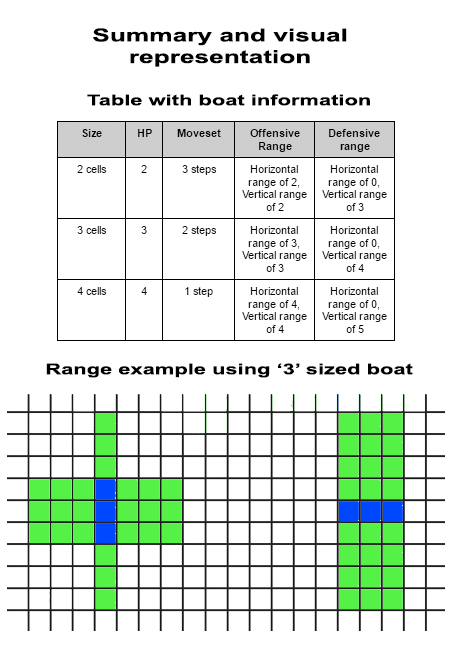 Summary and visual
representation
Table with boat information
Size HP Moveset Offensive Range Defensive range
2 cells 2 3 steps Horizontal range of 2, Vertical range of 2 Horizontal range of 0, Vertical range of 3
3 cells 3 2 steps Horizontal range of 3, Vertical range of 3 Horizontal range of 0, Vertical range of 4
4 cells 4 1 step Horizontal range of 4, Vertical range of 4 Horizontal range of 0, Vertical range of 5
Range example using ‘3’ sized boat